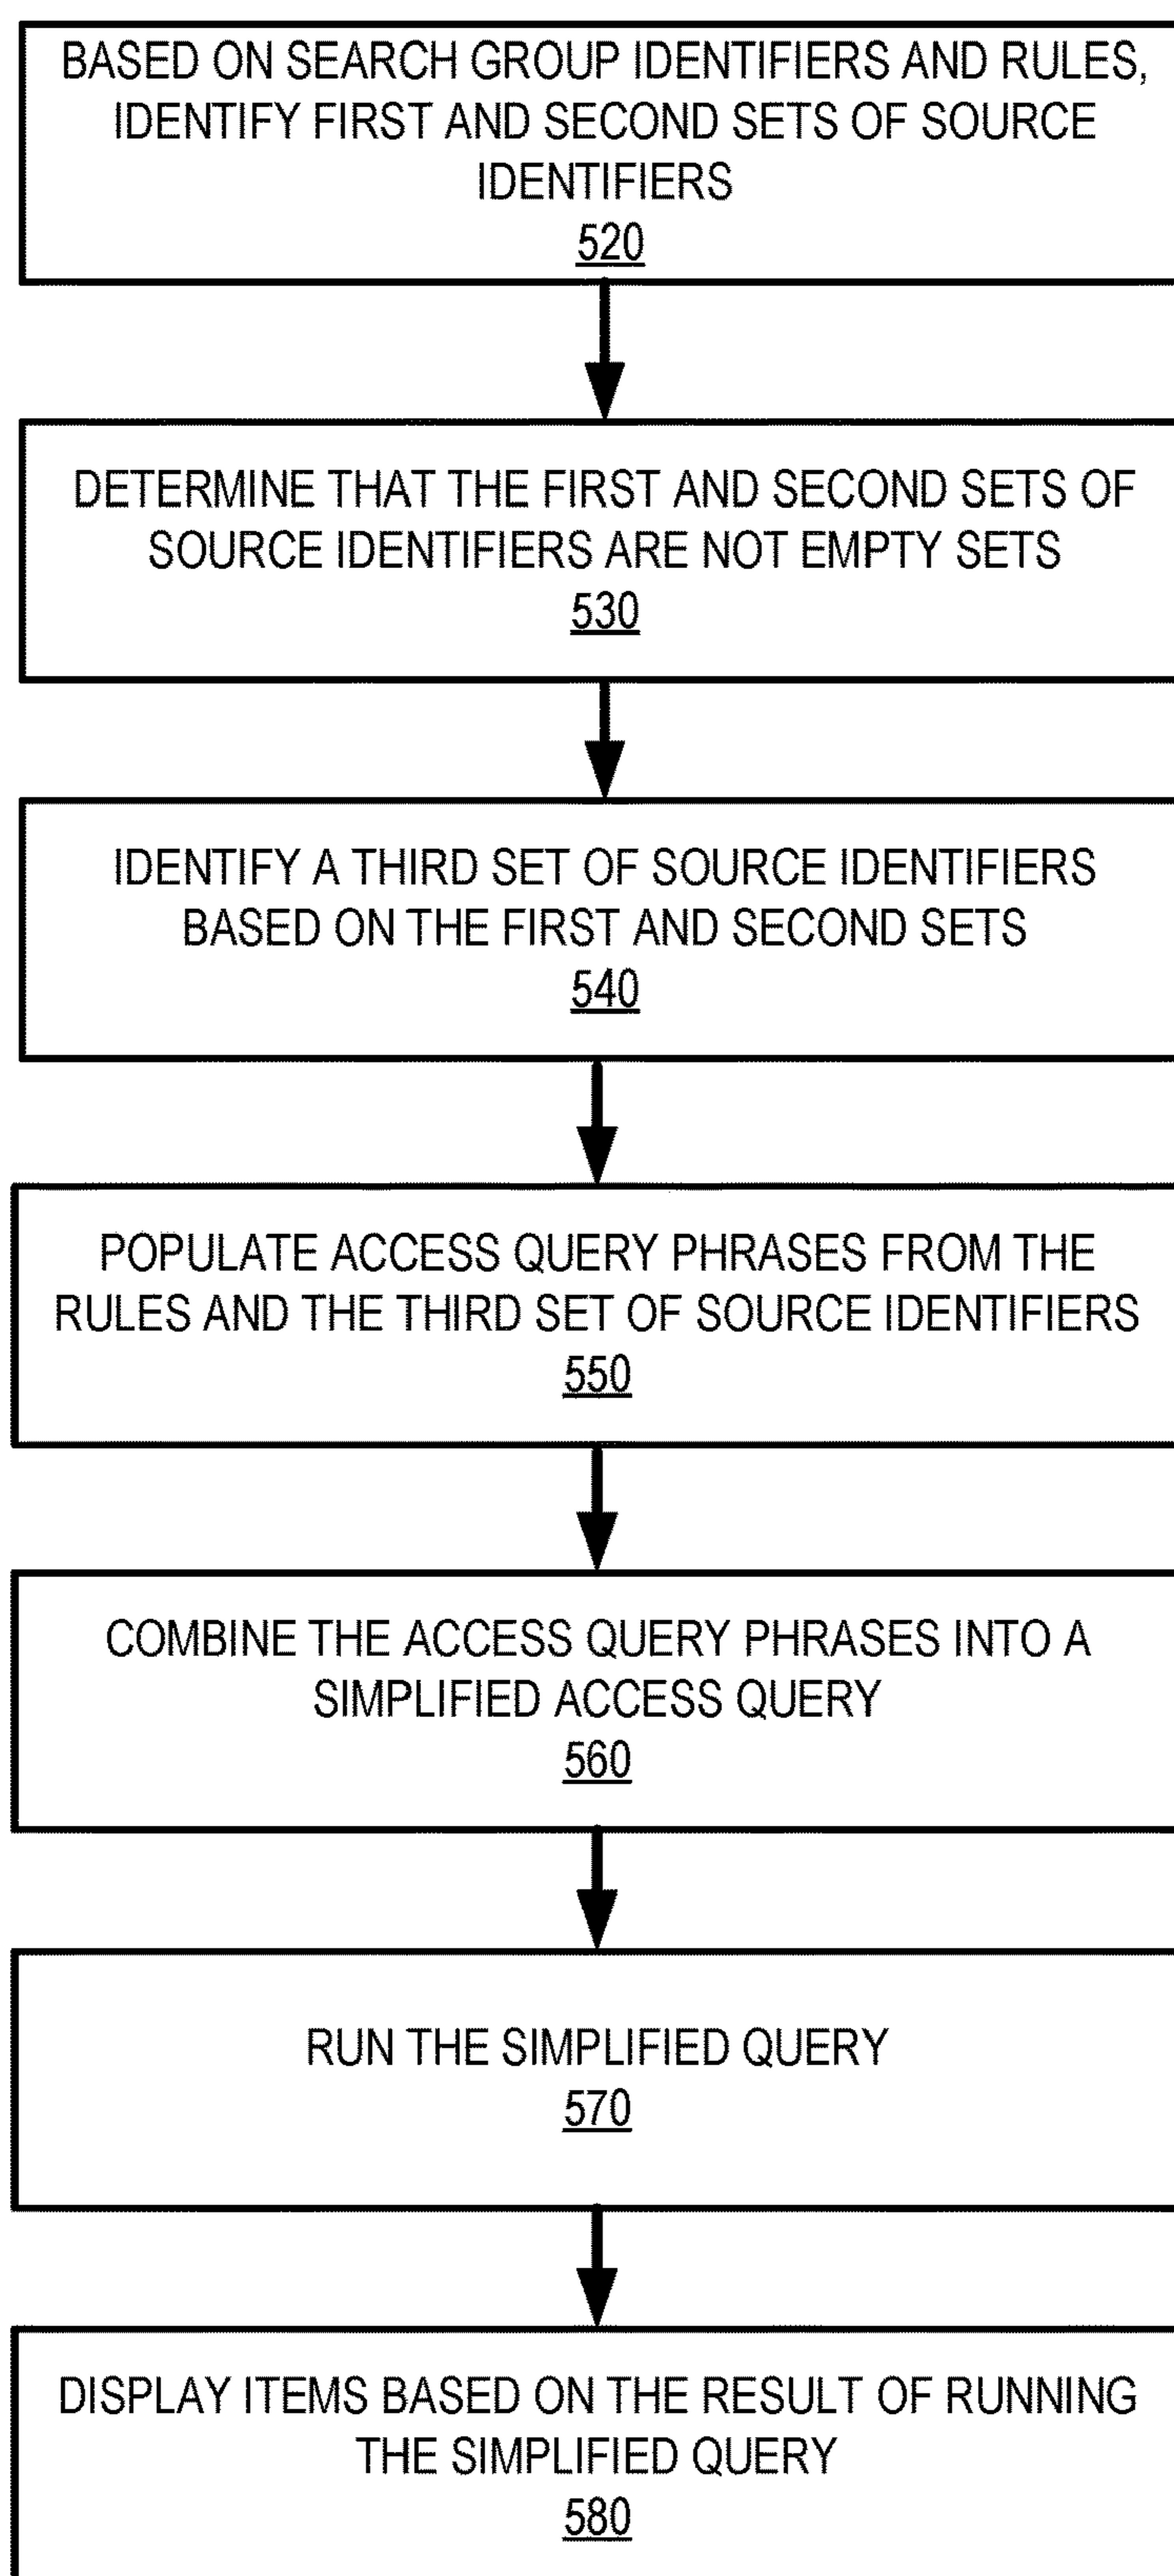 BASED ON SEARCH GROUP IDENTIFIERS AND RULES,
IDENTIFY FIRST AND SECOND SETS OF SOURCE
IDENTIFIERS
520
DETERMINE THAT THE FIRST AND SECOND SETS OF
SOURCE IDENTIFIERS ARE NOT EMPTY SETS
530
IDENTIFY A THIRD SET OF SOURCE IDENTIFIERS
BASED ON THE FIRST AND SECOND SETS
540
POPULATE ACCESS QUERY PHRASES FROM THE
RULES AND THE THIRD SET OF SOURCE IDENTIFIERS
550
COMBINE THE ACCESS QUERY PHRASES INTO A
SIMPLIFIED ACCESS QUERY
560
RUN THE SIMPLIFIED QUERY
570
DISPLAY ITEMS BASED ON THE RESULT OF RUNNING
THE SIMPLIFIED QUERY
580